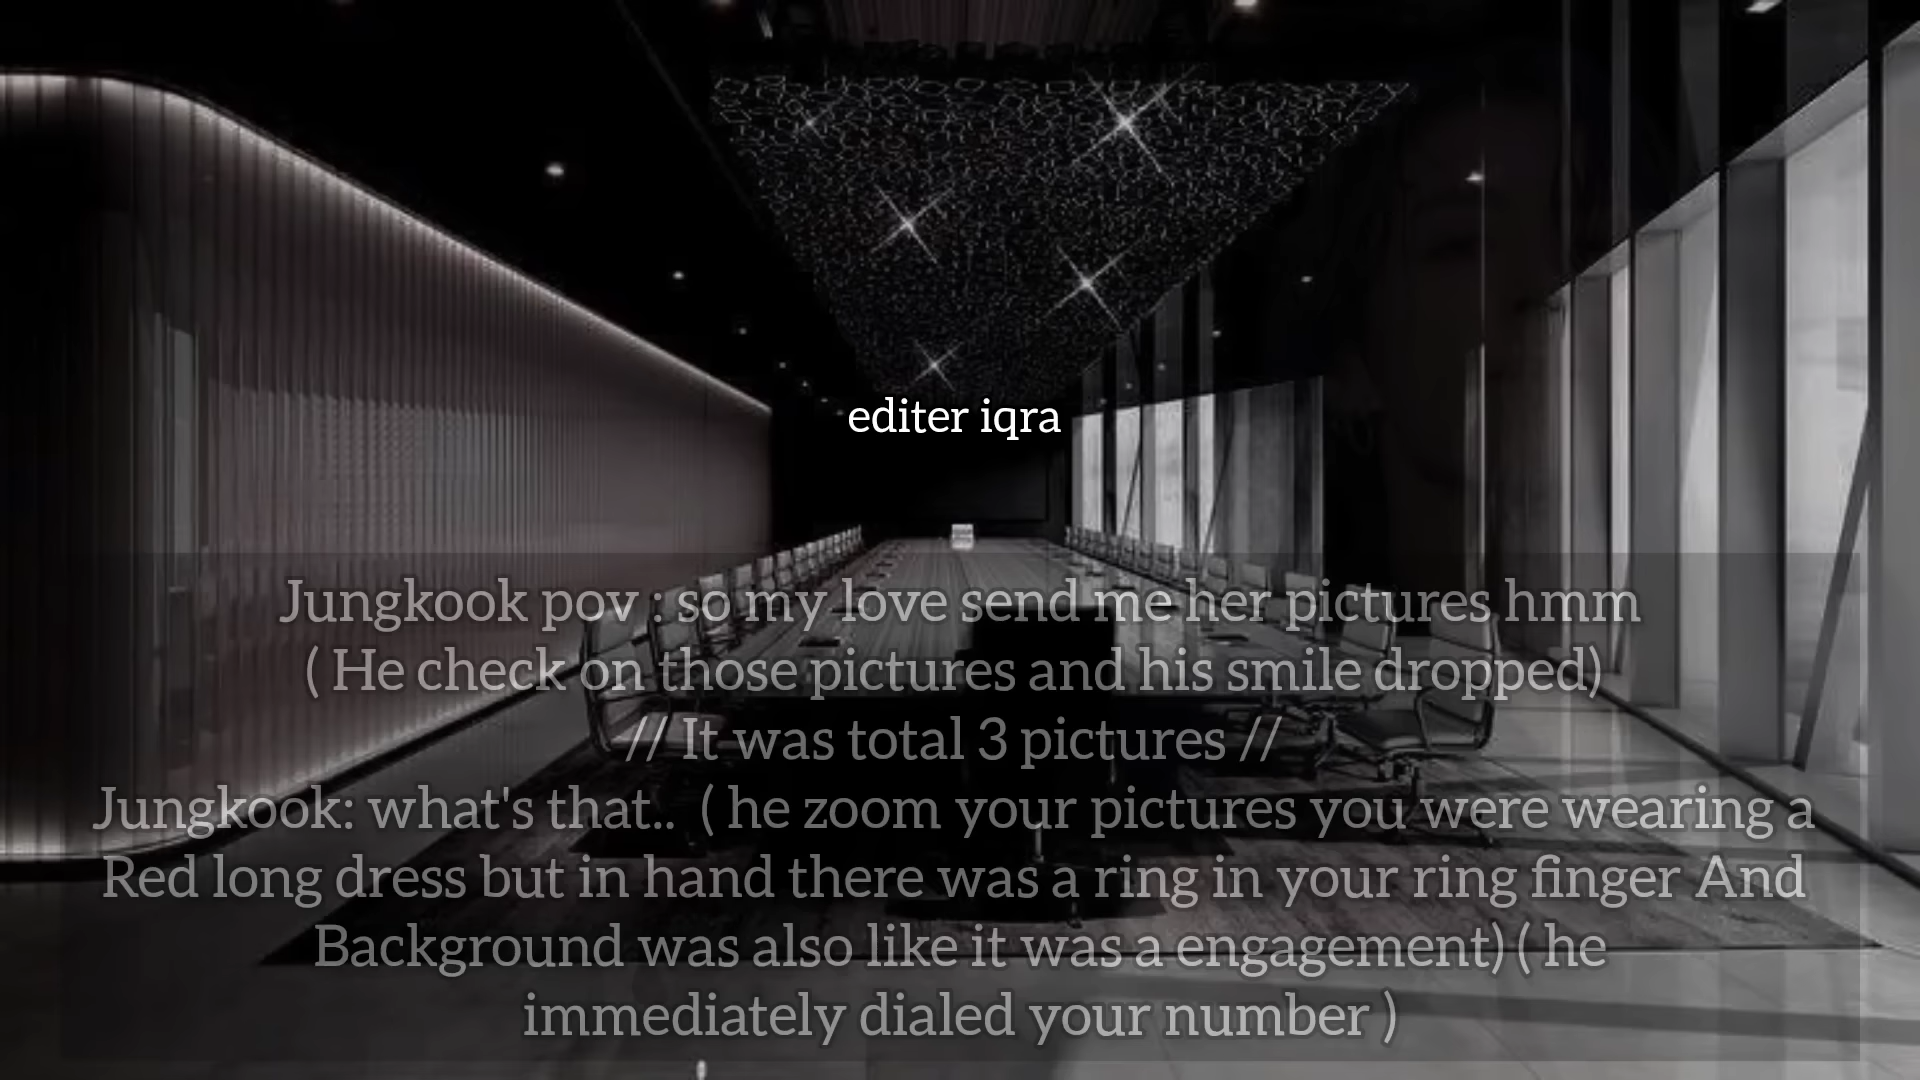 editer iqra
Jungkook pov : so my love send me her pictures hmm
( He check on those pictures and his smile dropped)
// It was total 3 pictures //
Jungkook: what's that.. ( he zoom your pictures you were wearing a
Red long dress but in hand there was a ring in your ring finger And
Background was also like it was a engagement) ( he
immediately dialed your number )